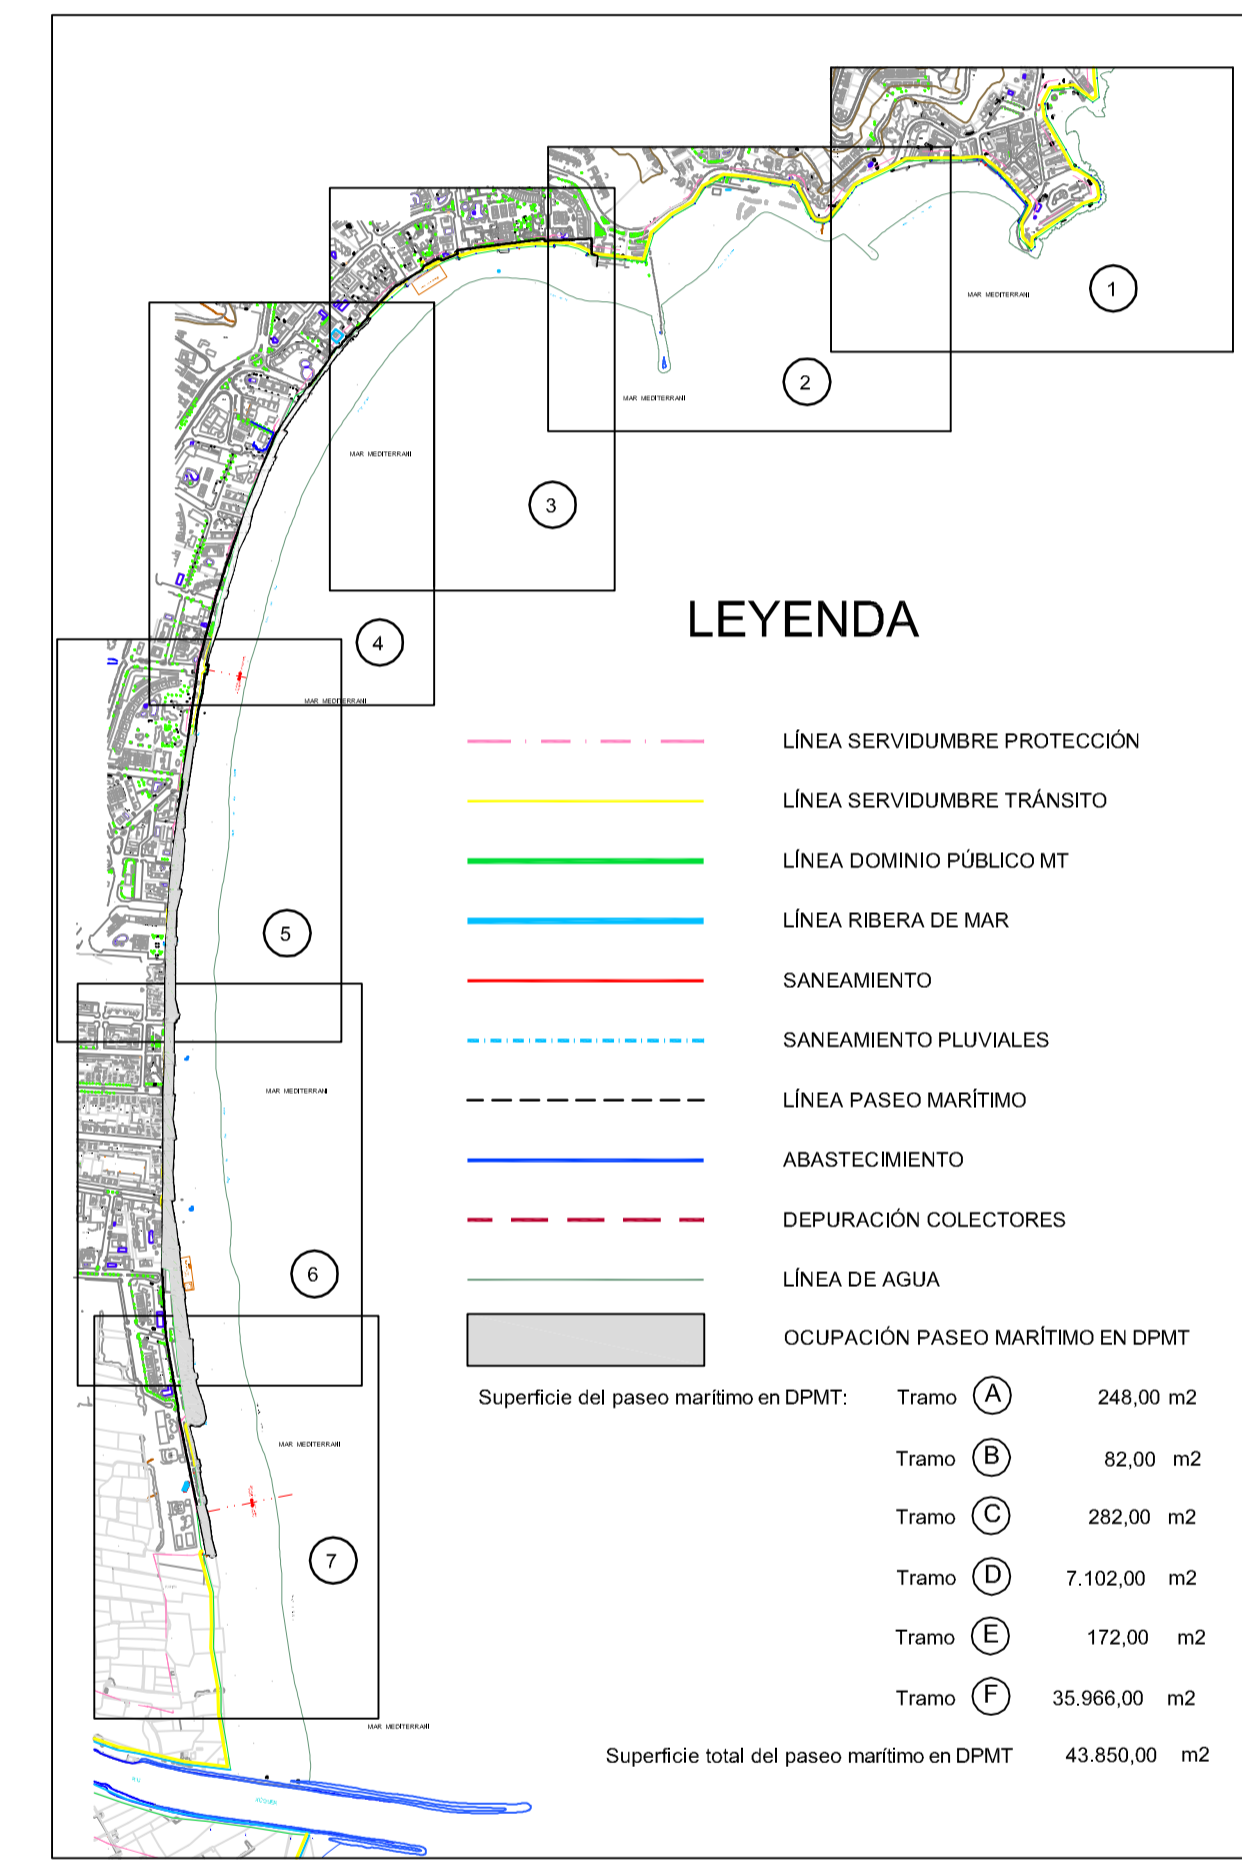 1
MAR MEDITERRANI
2
MAR MEDITERRANI
3
MAR MEDITERRANI
4
MAR MEDITERRANI
5
MAR MEDITERRANI
6
MAR MEDITERRANI
7
MAR MEDITERRANI
LEYENDA
LÍNEA SERVIDUMBRE PROTECCIÓN
LÍNEA SERVIDUMBRE TRÁNSITO
LÍNEA DOMINIO PÚBLICO MT
LÍNEA RIBERA DE MAR
SANEAMIENTO
SANEAMIENTO PLUVIALES
LÍNEA PASEO MARÍTIMO
ABASTECIMIENTO
DEPURACIÓN COLECTORES
LÍNEA DE AGUA
OCUPACIÓN PASEO MARÍTIMO EN DPMT
Superficie del paseo marítimo en DPMT: Tramo A 248,00 m2
Tramo B 82,00 m2
Tramo C 282,00 m2
Tramo D 7.102,00 m2
Tramo E 172,00 m2
Tramo F 35.966,00 m2
Superficie total del paseo marítimo en DPMT 43.850,00 m2